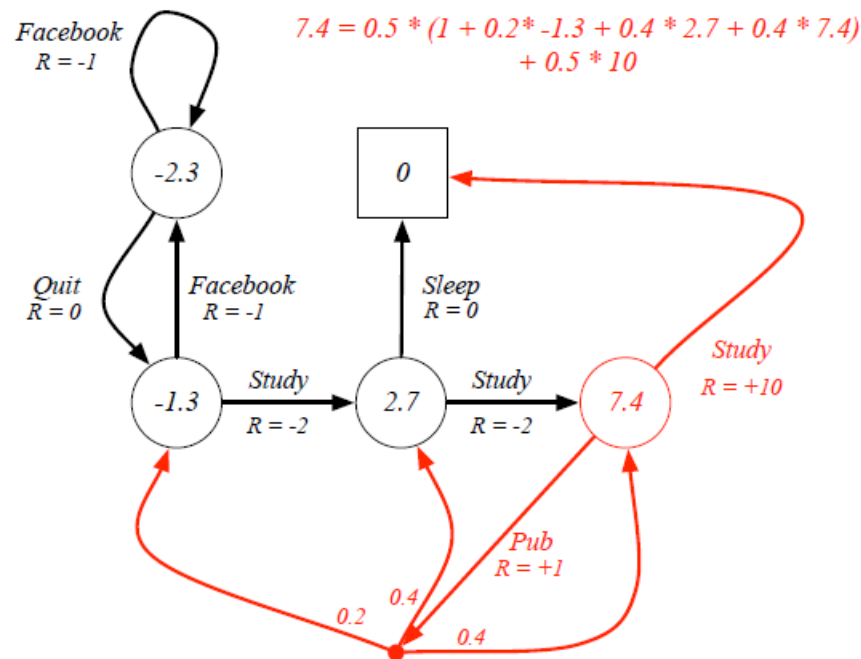 Facebook
R = -1
7.4 = 0.5 * (1 + 0.2* -1.3 + 0.4 * 2.7 + 0.4 * 7.4)
+ 0.5 * 10
-2.3
0
Quit
R = 0
Facebook
R = -1
Sleep
R = 0
Study
R = +10
-1.3
Study
R = -2
2.7
Study
R = -2
7.4
Pub
R = +1
0.2
0.4
0.4